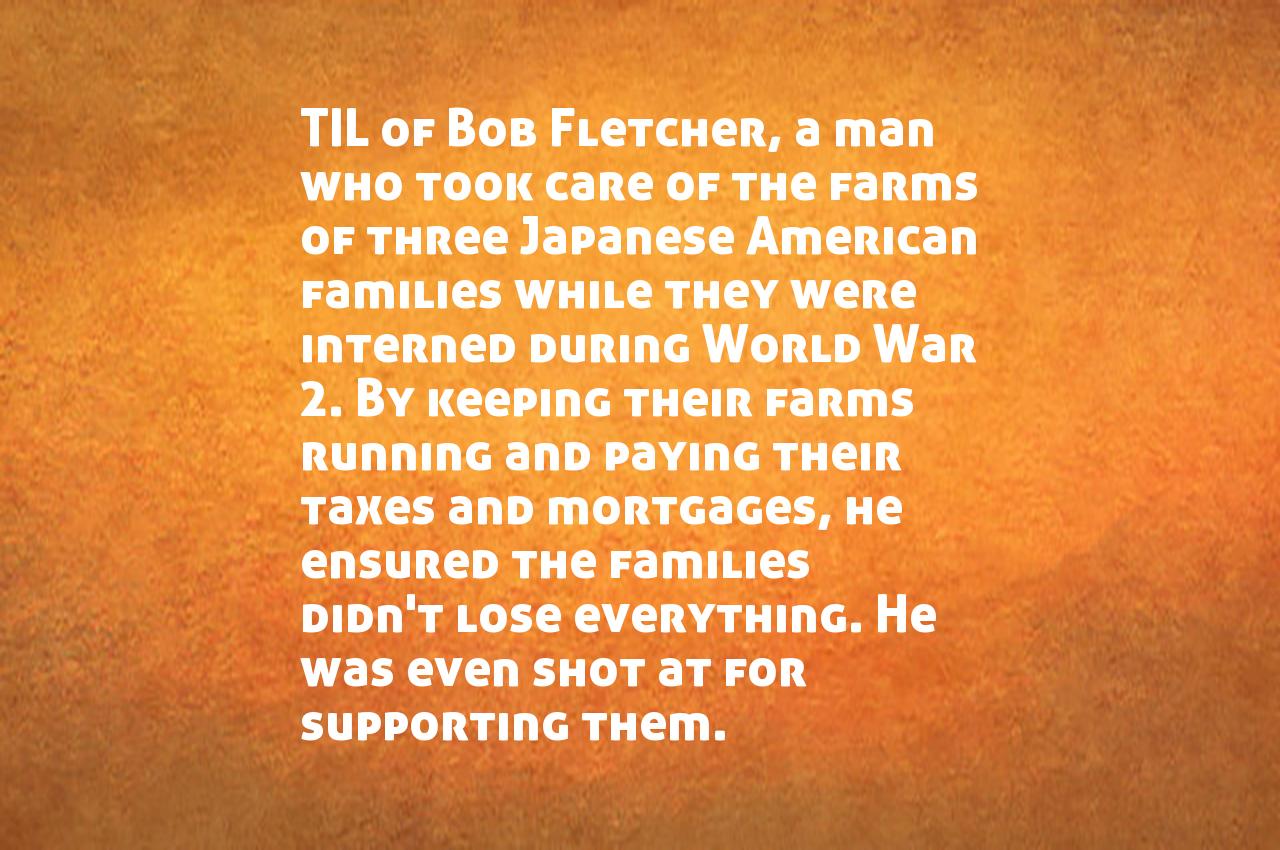 TIL of Bob Fletcher, a man
who took care of the farms
of three Japanese American
families while they were
interned during World War
2. By keeping their farms
running and paying their
taxes and mortgages, he
ensured the families
didn't lose everything. He
was even shot at for
supporting them.